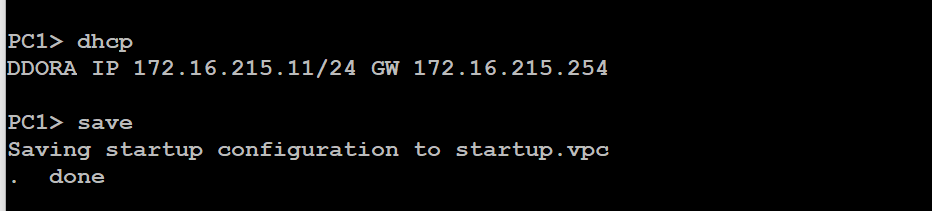 PC1> dhcp
DDORA IP 172.16.215.11/24 GW 172.16.215.254
PC1> save
Saving startup configuration to startup.vpc
.  done